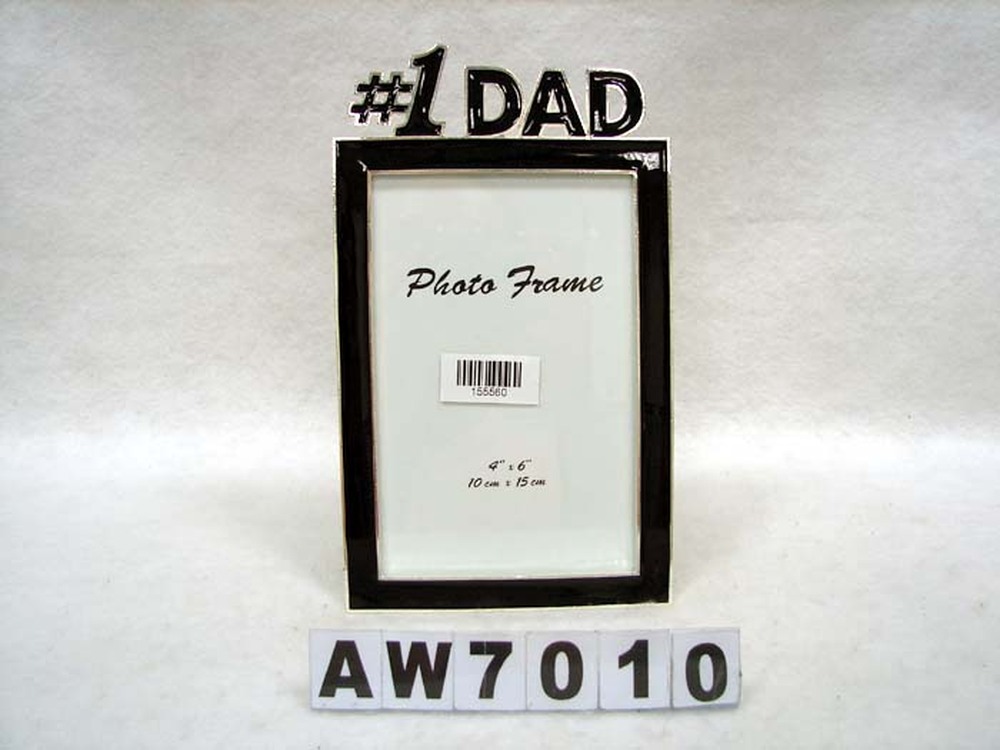 #1 DAD
Photo Frame
155560
4" x 6"
10 cm x 15 cm
AW7010